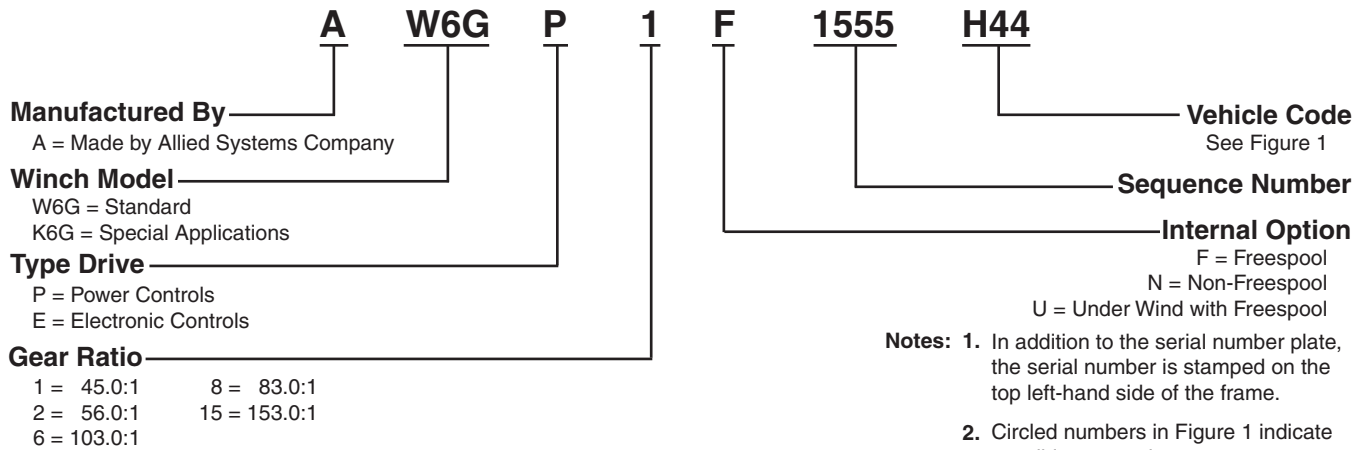 A W6G P 1 F 1555 H44
Manufactured By
A = Made by Allied Systems Company
Winch Model
W6G = Standard
K6G = Special Applications
Type Drive
P = Power Controls
E = Electronic Controls
Gear Ratio
1 = 45.0:1 8 = 83.0:1
2 = 56.0:1 15 = 153.0:1
6 = 103.0:1
Vehicle Code
See Figure 1
Sequence Number
Internal Option
F = Freespool
N = Non-Freespool
U = Under Wind with Freespool
Notes: 1. In addition to the serial number plate,
the serial number is stamped on the
top left-hand side of the frame.
2. Circled numbers in Figure 1 indicate